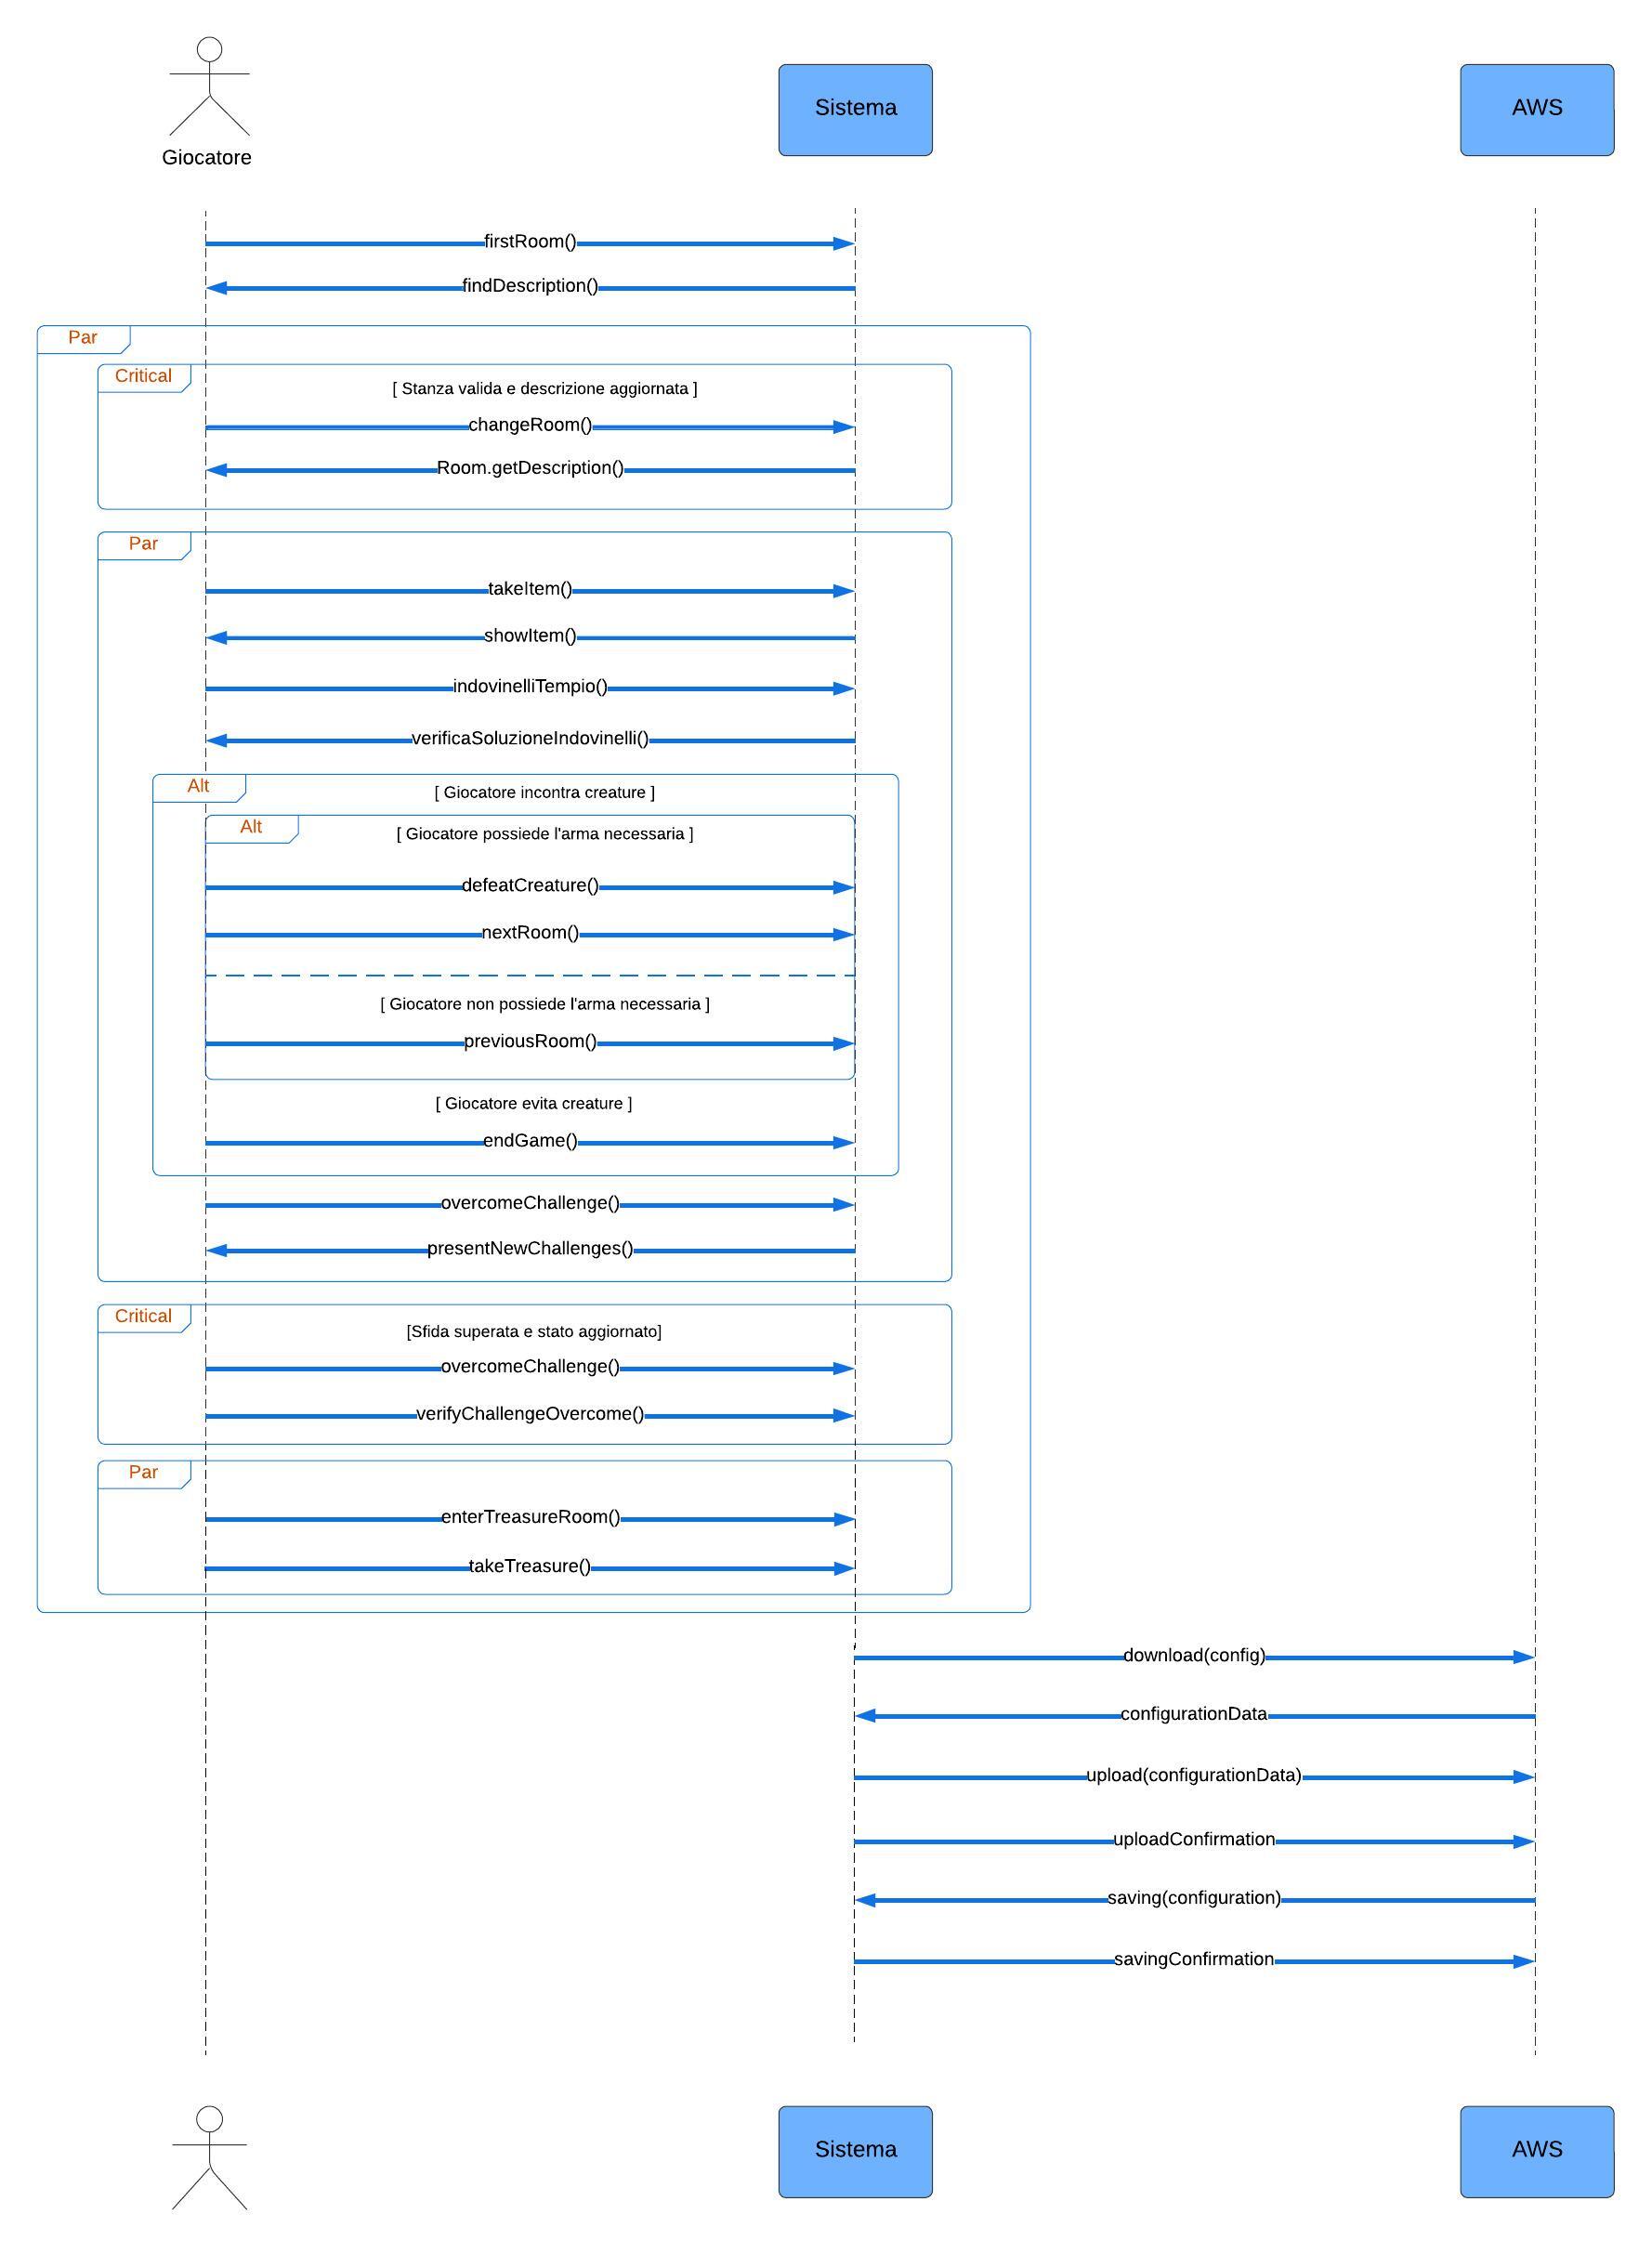 Giocatore
Sistema
AWS
firstRoom()
findDescription()
Par
Critical
[ Stanza valida e descrizione aggiornata ]
changeRoom()
Room.getDescription()
Par
takeItem()
showItem()
indovinelliTempio()
verificaSoluzioneIndovinelli()
Alt
[ Giocatore incontra creature ]
Alt
[ Giocatore possiede l'arma necessaria ]
defeatCreature()
nextRoom()
[ Giocatore non possiede l'arma necessaria ]
previousRoom()
[ Giocatore evita creature ]
endGame()
overcomeChallenge()
presentNewChallenges()
Critical
[Sfida superata e stato aggiornato]
overcomeChallenge()
verifyChallengeOvercome()
Par
enterTreasureRoom()
takeTreasure()
download(config)
configurationData
upload(configurationData)
uploadConfirmation
saving(configuration)
savingConfirmation
Sistema
AWS